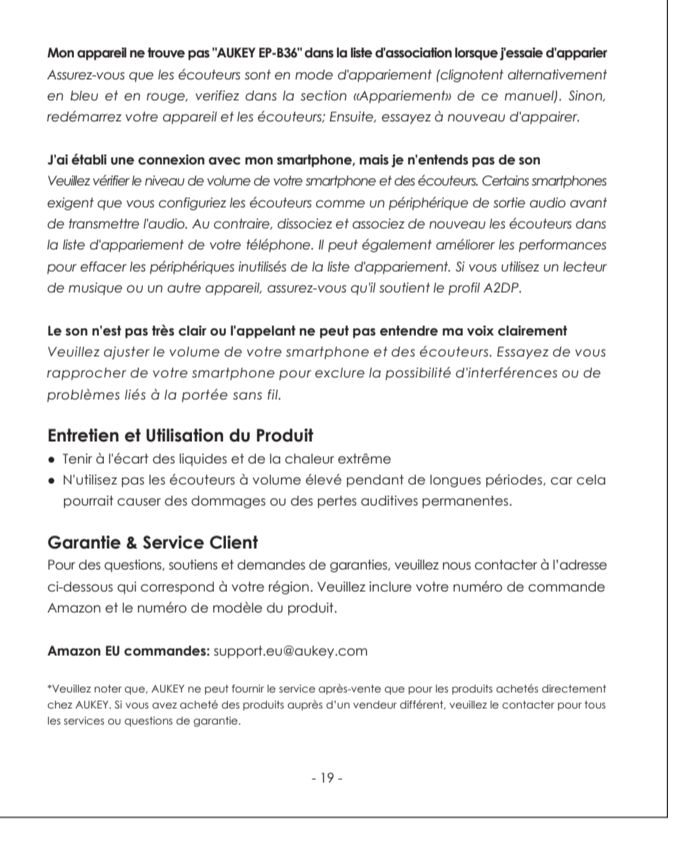 Mon appareil ne trouve pas "AUKEY EP-B36" dans la liste d'association lorsque j'essaie d'apparier
Assurez-vous que les écouteurs sont en mode d'appariement (clignotent alternativement
en bleu et en rouge, verifiez dans la section «Appariement» de ce manuel). Sinon,
redémarrez votre appareil et les écouteurs; Ensuite, essayez à nouveau d'appairer.
J'ai établi une connexion avec mon smartphone, mais je n'entends pas de son
Veuillez vérifier le niveau de volume de votre smartphone et des écouteurs. Certains smartphones
exigent que vous configuriez les écouteurs comme un périphérique de sortie audio avant
de transmettre l'audio. Au contraire, dissociez et associez de nouveau les écouteurs dans
la liste d'appariement de votre téléphone. Il peut également améliorer les performances
pour effacer les périphériques inutilisés de la liste d'appariement. Si vous utilisez un lecteur
de musique ou un autre appareil, assurez-vous qu'il soutient le profil A2DP.
Le son n'est pas très clair ou l'appelant ne peut pas entendre ma voix clairement
Veuillez ajuster le volume de votre smartphone et des écouteurs. Essayez de vous
rapprocher de votre smartphone pour exclure la possibilité d'interférences ou de
problèmes liés à la portée sans fil.
Entretien et Utilisation du Produit
● Tenir à l'écart des liquides et de la chaleur extrême
● N'utilisez pas les écouteurs à volume élevé pendant de longues périodes, car cela
pourrait causer des dommages ou des pertes auditives permanentes.
Garantie & Service Client
Pour des questions, soutiens et demandes de garanties, veuillez nous contacter à l'adresse
ci-dessous qui correspond à votre région. Veuillez inclure votre numéro de commande
Amazon et le numéro de modèle du produit.
Amazon EU commandes: support.eu@aukey.com
*Veuillez noter que, AUKEY ne peut fournir le service après-vente que pour les produits achetés directement
chez AUKEY. Si vous avez acheté des produits auprès d'un vendeur différent, veuillez le contacter pour tous
les services ou questions de garantie.
- 19 -